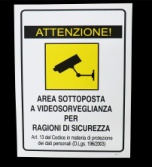 ATTENZIONE!
AREA SOTTOPOSTA
A VIDEOSORVEGLIANZA
PER
RAGIONI DI SICUREZZA
Art. 13 del Codice in materia di protezione
dei dati personali (D.Lgs. 196/2003)